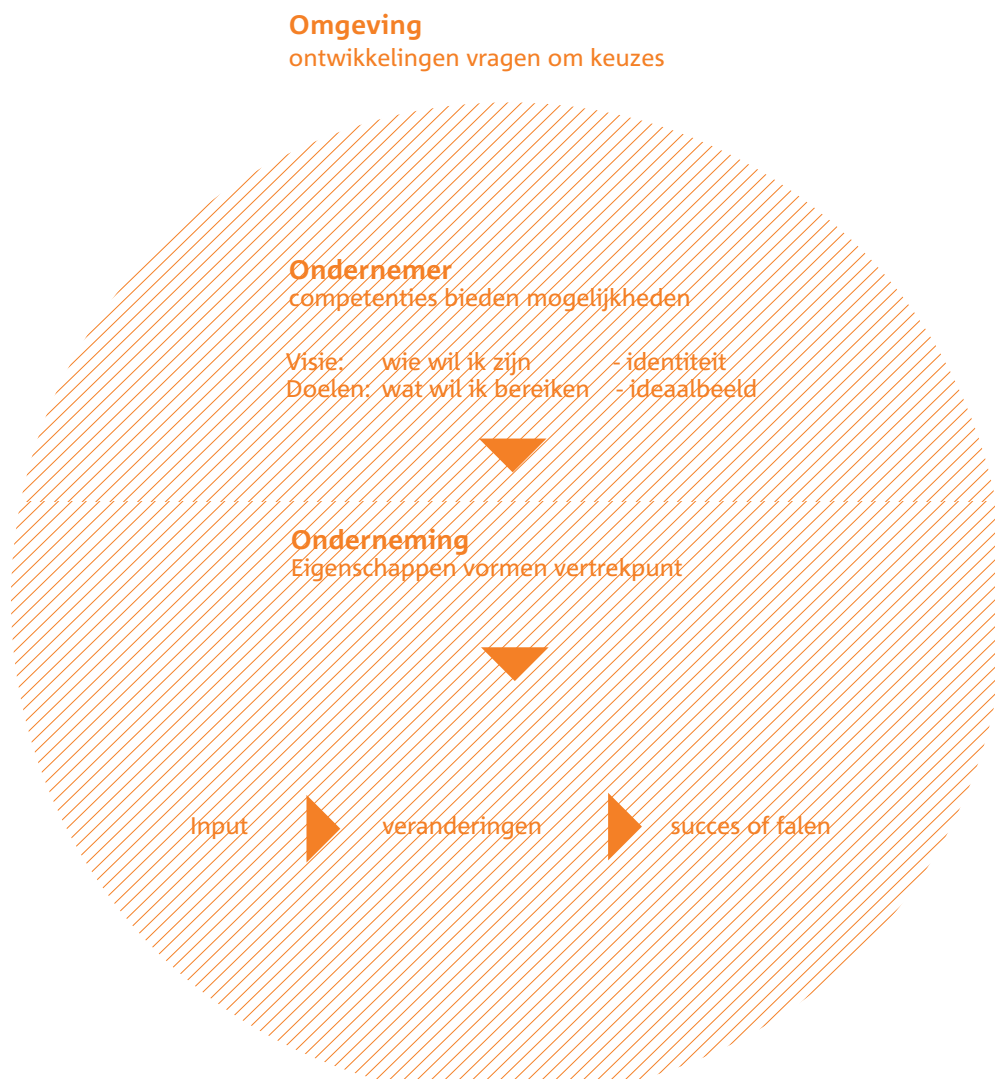 Omgeving
ontwikkelingen vragen om keuzes
Ondernemer
competenties bieden mogelijkheden
Visie: wie wil ik zijn - identiteit
Doelen: wat wil ik bereiken - ideaalbeeld
Onderneming
Eigenschappen vormen vertrekpunt
Input veranderingen succes of falen